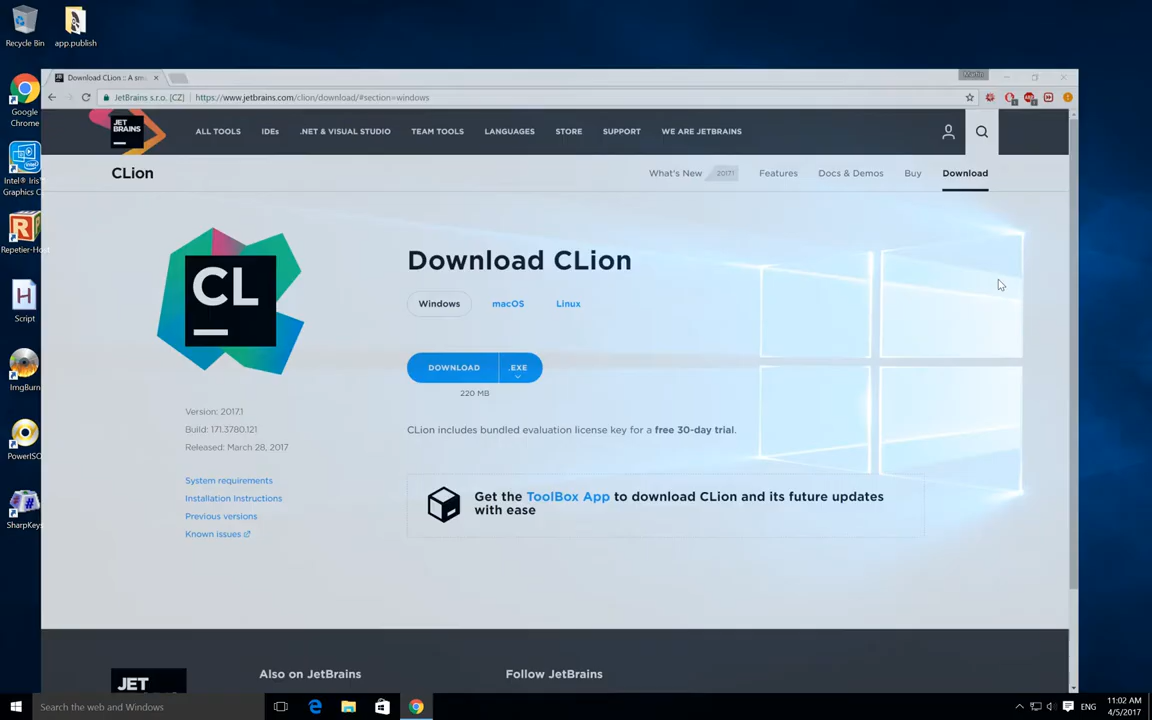 Recycle Bin
app.publish
Google
Chrome
Intel® Iris™
Graphics C
Repetier-Ho
Script
ImgBurn
PowerISO
SharpKeys
Download CLion :: A sm
Martin
JetBrains s.r.o. [CZ]
https://www.jetbrains.com/clion/download/#section=windows
JET
BRAINS
ALL TOOLS
IDEs
.NET & VISUAL STUDIO
TEAM TOOLS
LANGUAGES
STORE
SUPPORT
WE ARE JETBRAINS
CLion
What's New
2017.1
Features
Docs & Demos
Buy
Download
CL
Download CLion
Windows
macOS
Linux
DOWNLOAD
.EXE
220 MB
Version: 2017.1
Build: 171.3780.121
Released: March 28, 2017
CLion includes bundled evaluation license key for a free 30-day trial.
System requirements
Installation Instructions
Previous versions
Known issues
Get the ToolBox App to download CLion and its future updates
with ease
JET
Also on JetBrains
Follow JetBrains
Search the web and Windows
ENG
11:02 AM
4/5/2017